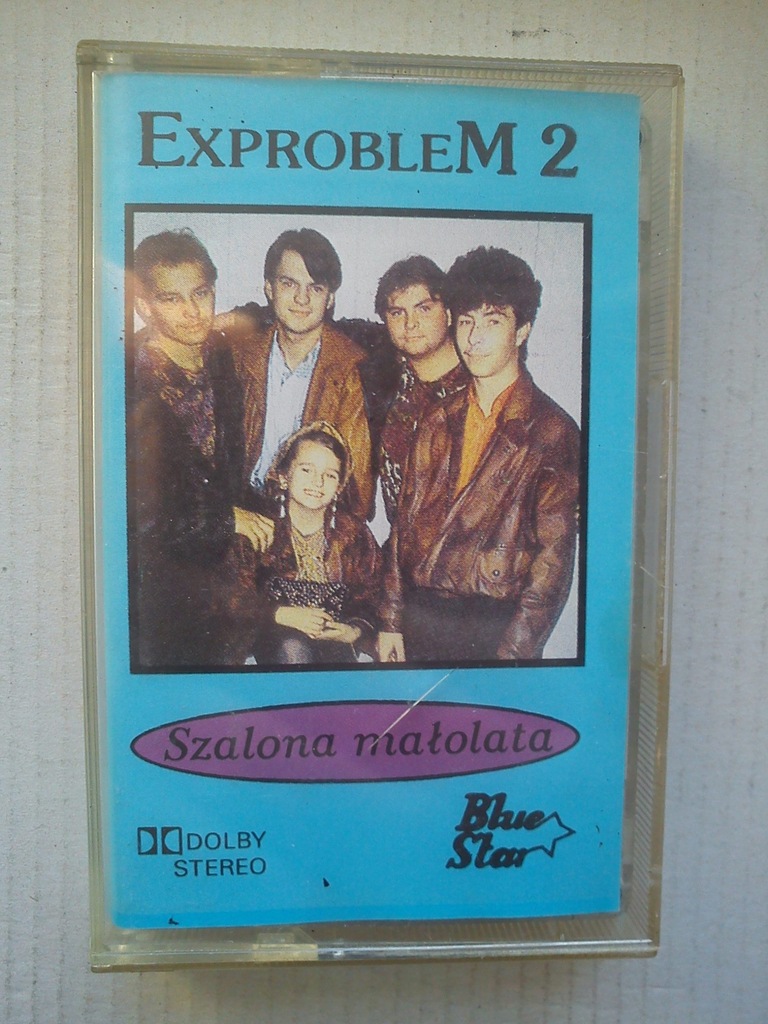 EXPROBLEM 2
Szalona małolata
DOLBY
STEREO
Blue
Star